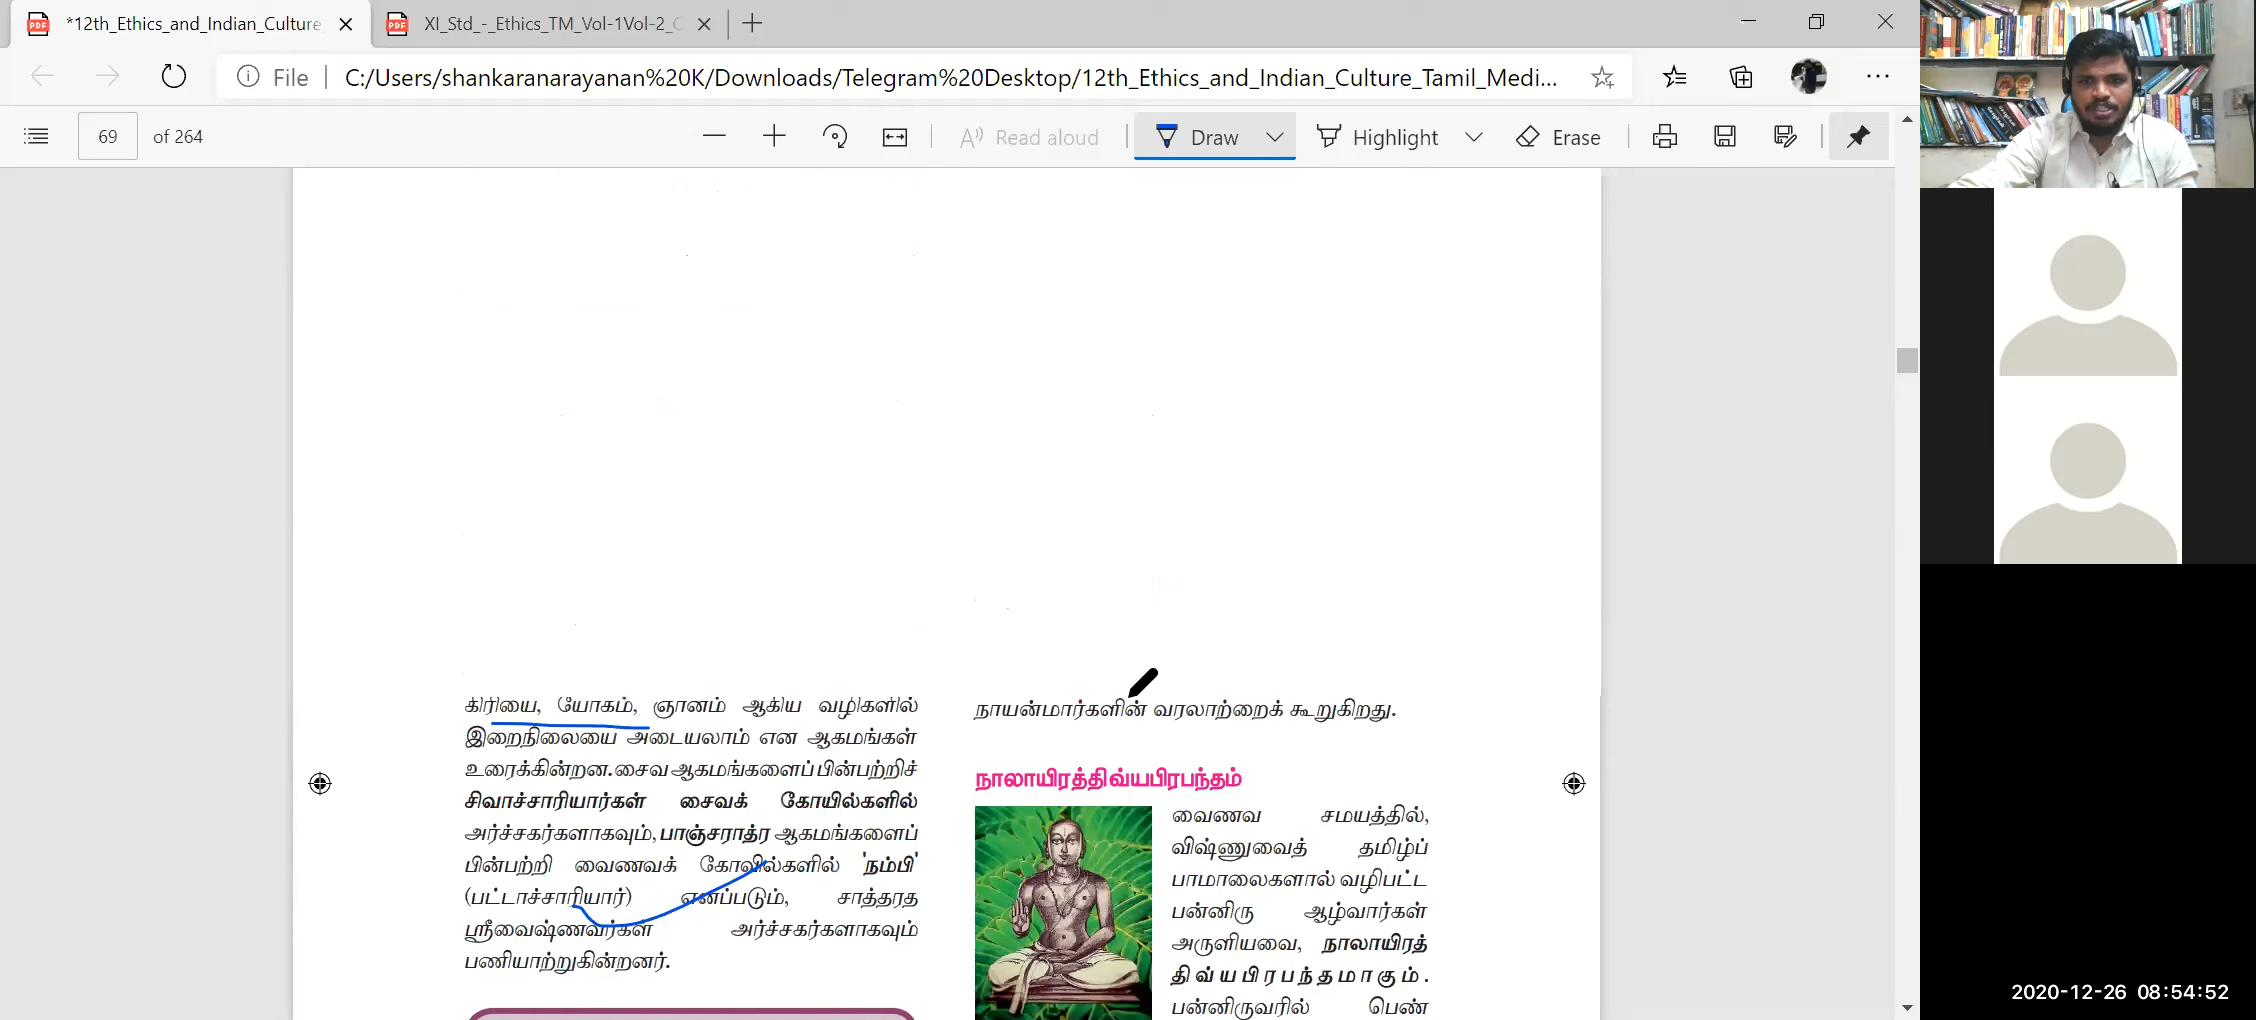 *12th_Ethics_and_Indian_Culture
XI_Std_-_Ethics_TM_Vol-1Vol-2_C
File
C:/Users/shankaranarayanan%20K/Downloads/Telegram%20Desktop/12th_Ethics_and_Indian_Culture_Tamil_Medi...
69 of 264
Read aloud
Draw
Highlight
Erase
கிரியை, யோகம், ஞானம் ஆகிய வழிகளில்
இறைநிலையை அடையலாம் என ஆகமங்கள்
உரைக்கின்றன. சைவ ஆகமங்களைப் பின்பற்றிச்
சிவாச்சாரியார்கள் சைவக் கோயில்களில்
அர்ச்சகர்களாகவும், பாஞ்சராத்ர ஆகமங்களைப்
பின்பற்றி வைணவக் கோவில்களில் 'நம்பி'
(பட்டாச்சாரியார்) எனப்படும், சாத்தரத
ஸ்ரீவைஷ்ணவர்கள் அர்ச்சகர்களாகவும்
பணியாற்றுகின்றனர்.
நாயன்மார்களின் வரலாற்றைக் கூறுகிறது.
நாலாயிரத்திவ்யபிரபந்தம்
வைணவ சமயத்தில்,
விஷ்ணுவைத் தமிழ்ப்
பாமாலைகளால் வழிபட்ட
பன்னிரு ஆழ்வார்கள்
அருளியவை, நாலாயிரத்
திவ்யபிரபந்தமாகும்.
பன்னிருவரில் பெண்
2020-12-26 08:54:52